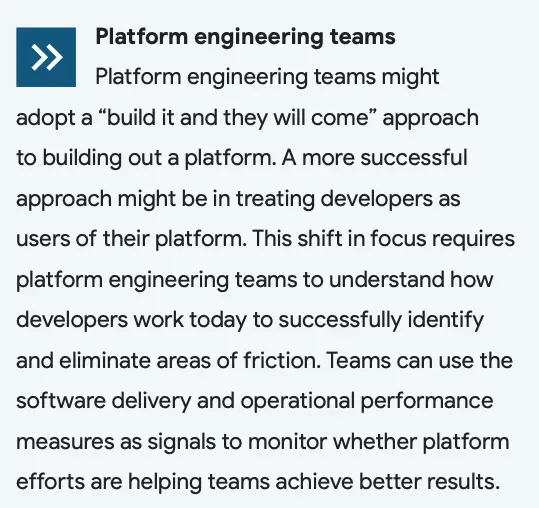 Platform engineering teams
Platform engineering teams might
adopt a “build it and they will come” approach
to building out a platform. A more successful
approach might be in treating developers as
users of their platform. This shift in focus requires
platform engineering teams to understand how
developers work today to successfully identify
and eliminate areas of friction. Teams can use the
software delivery and operational performance
measures as signals to monitor whether platform
efforts are helping teams achieve better results.